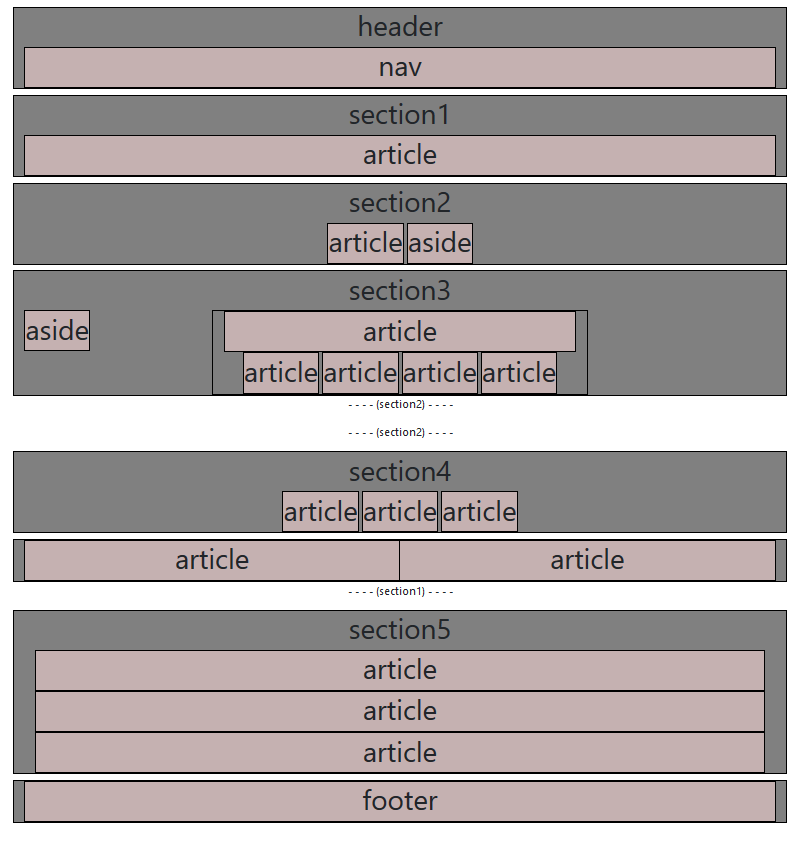 header
nav
section1
article
section2
article aside
section3
aside article
article article article article
- - - - (section2) - - - -
- - - - (section2) - - - -
section4
article article article
article article
- - - - (section1) - - - -
section5
article
article
article
footer